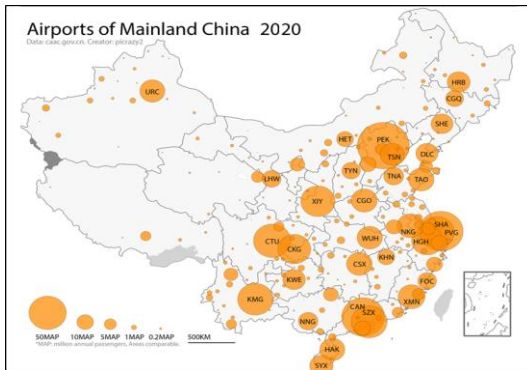 Airports of Mainland China  2020
Data: caac.gov.cn. Creator: picrazy2
HRB
CGQ
URC
SHE
HET
PEK
TSN
DLC
TYN
TNA
LHW
TAO
XIY
CGO
NKG
SHA
PVG
CTU
CKG
WUH
HGH
KHN
CSX
KWE
FOC
KMG
XMN
CAN
SZX
NNG
HAK
SYX
50MAP 10MAP 5MAP 1MAP 0.2MAP 500KM
*MAP: million annual passengers. Areas comparable.